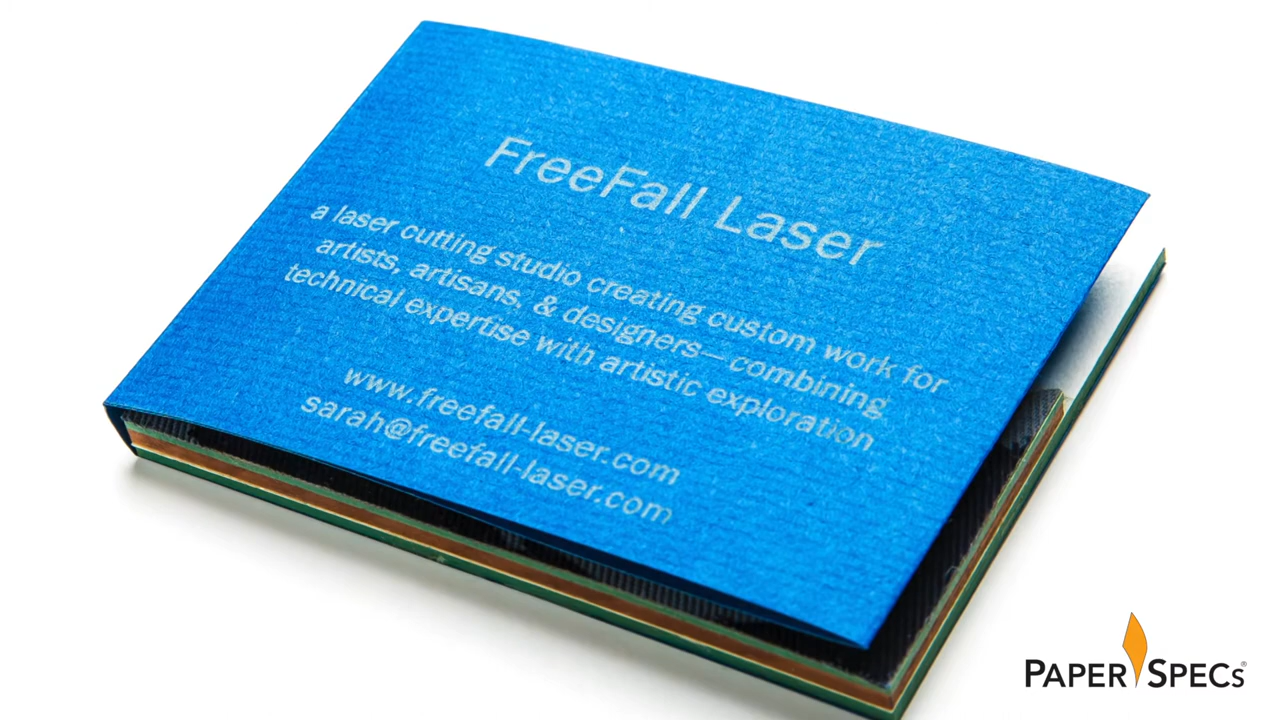 FreeFall Laser
a laser cutting studio creating custom work for
artists, artisans, & designers—combining
technical expertise with artistic exploration
www.freefall-laser.com
sarah@freefall-laser.com
PAPER SPECS®